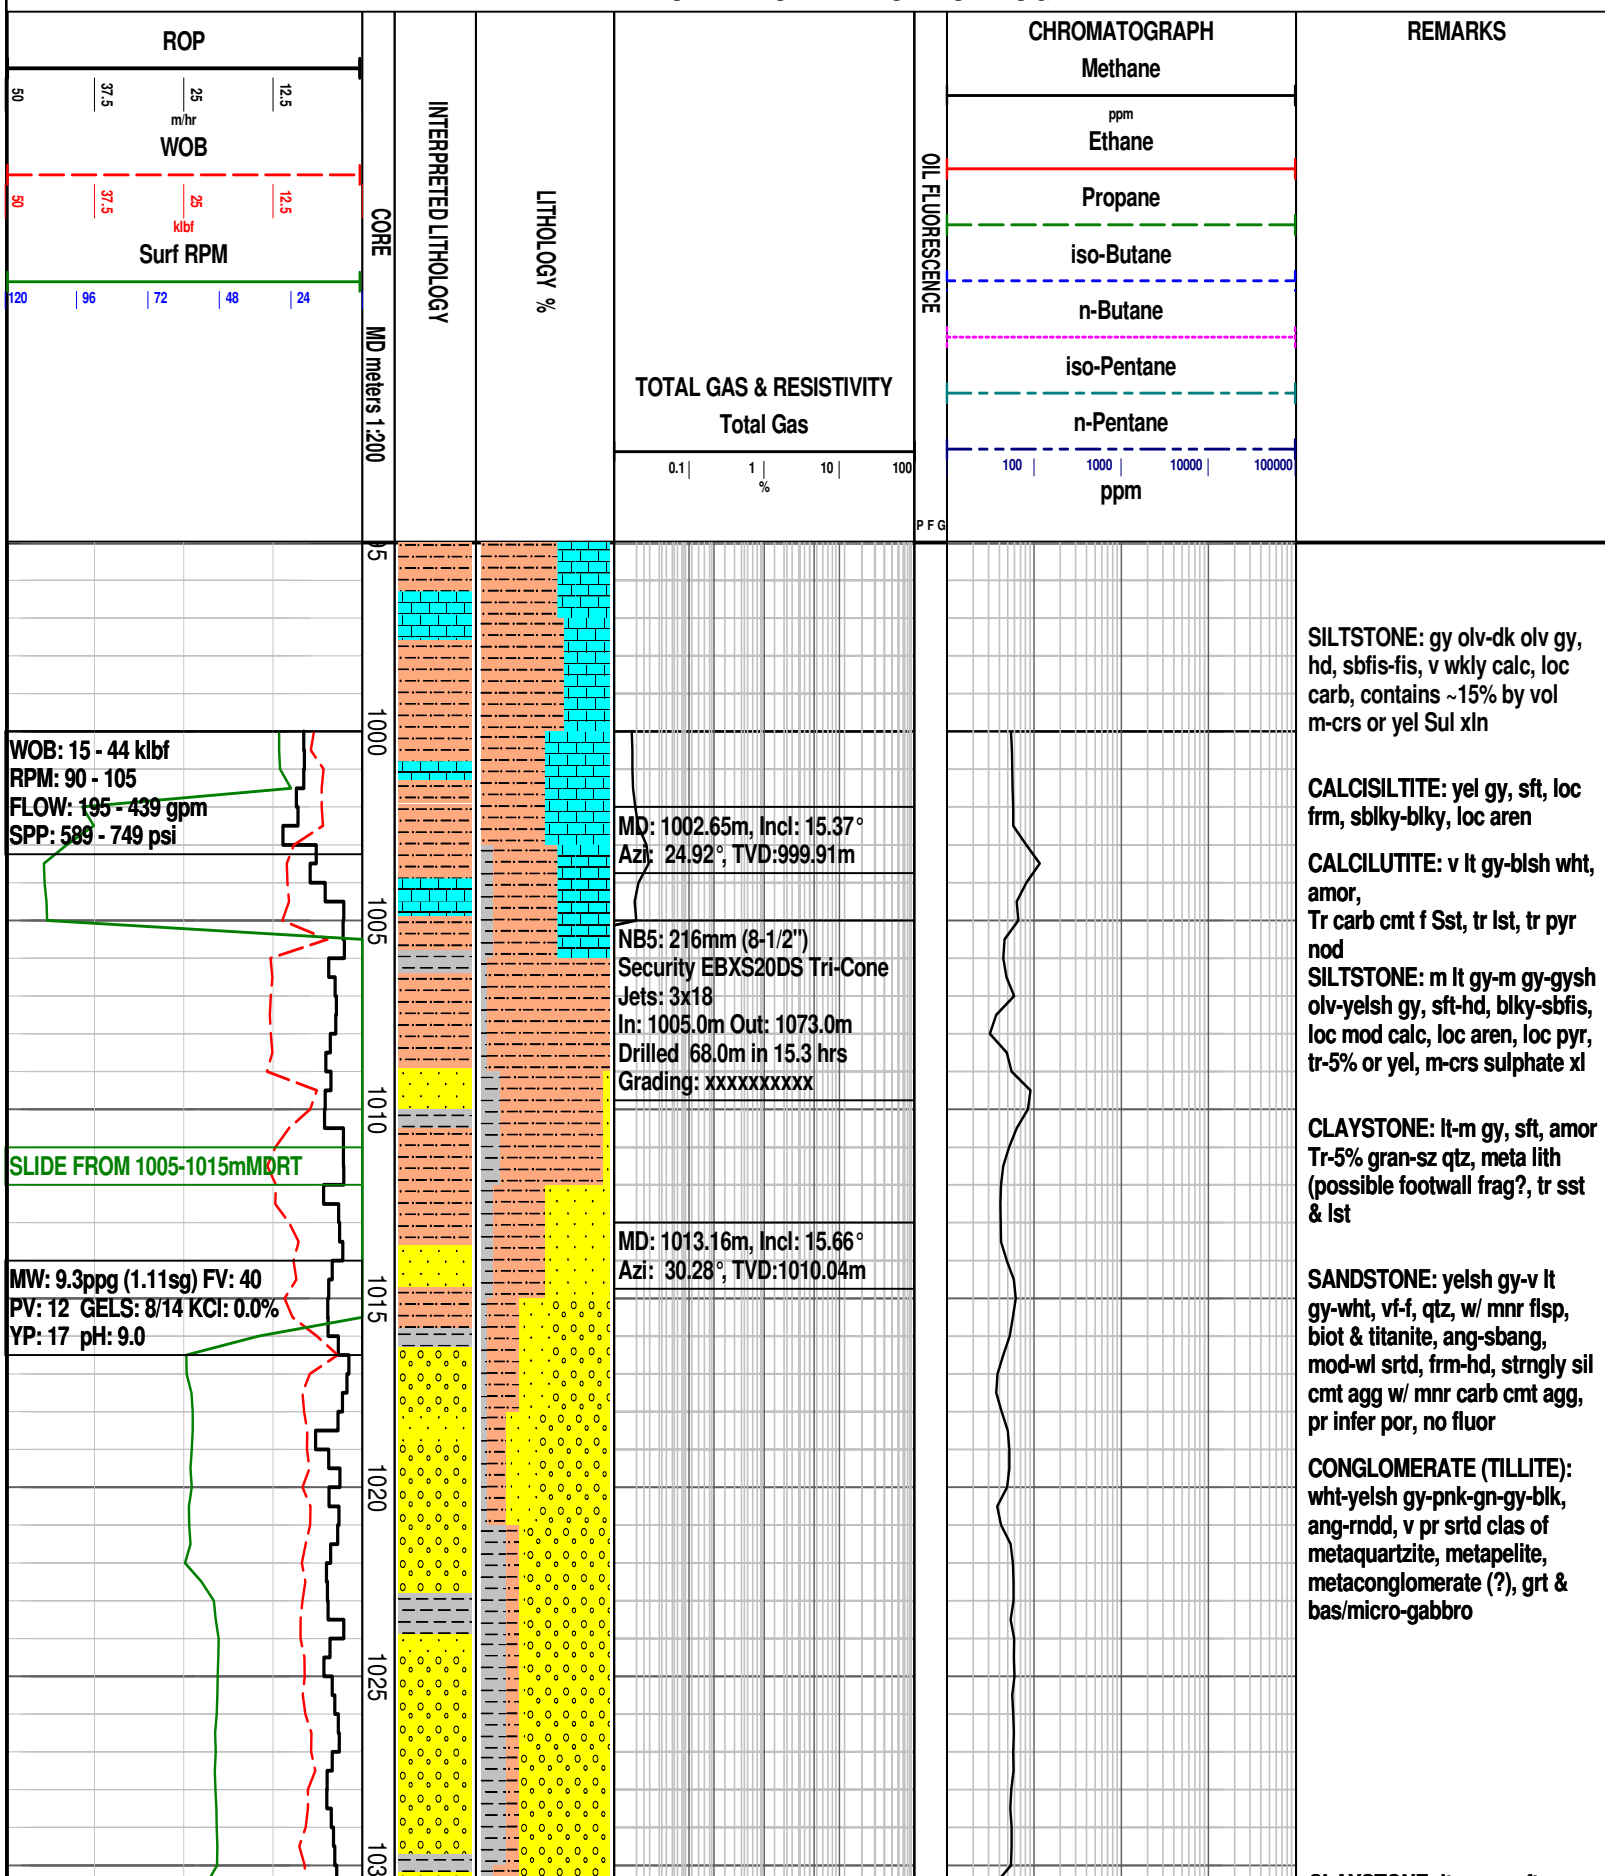 ROP
50 37.5 25 12.5
m/hr
WOB
50 37.5 25 12.5
klbf
Surf RPM
120 96 72 48 24
CORE
MD meters 1:200
INTERPRETED LITHOLOGY
LITHOLOGY %
TOTAL GAS & RESISTIVITY
Total Gas
0.1 1 10 100
%
OIL FLUORESCENCE
P F G
CHROMATOGRAPH
Methane
ppm
Ethane
Propane
iso-Butane
n-Butane
iso-Pentane
n-Pentane
100 1000 10000 100000
ppm
REMARKS
95
1000
1005
1010
1015
1020
1025
103
WOB: 15 - 44 klbf
RPM: 90 - 105
FLOW: 195 - 439 gpm
SPP: 589 - 749 psi
SLIDE FROM 1005-1015mMDRT
MW: 9.3ppg (1.11sg) FV: 40
PV: 12 GELS: 8/14 KCl: 0.0%
YP: 17 pH: 9.0
MD: 1002.65m, Incl: 15.37°
Azi: 24.92°, TVD:999.91m
NB5: 216mm (8-1/2")
Security EBXS20DS Tri-Cone
Jets: 3x18
In: 1005.0m Out: 1073.0m
Drilled 68.0m in 15.3 hrs
Grading: xxxxxxxxxx
MD: 1013.16m, Incl: 15.66°
Azi: 30.28°, TVD:1010.04m
SILTSTONE: gy olv-dk olv gy,
hd, sbfis-fis, v wkly calc, loc
carb, contains ~15% by vol
m-crs or yel Sul xln
CALCISILTITE: yel gy, sft, loc
frm, sblky-blky, loc aren
CALCILUTITE: v lt gy-blsh wht,
amor,
Tr carb cmt f Sst, tr lst, tr pyr
nod
SILTSTONE: m lt gy-m gy-gysh
olv-yelsh gy, sft-hd, blky-sbfis,
loc mod calc, loc aren, loc pyr,
tr-5% or yel, m-crs sulphate xl
CLAYSTONE: lt-m gy, sft, amor
Tr-5% gran-sz qtz, meta lith
(possible footwall frag?, tr sst
& lst
SANDSTONE: yelsh gy-v lt
gy-wht, vf-f, qtz, w/ mnr flsp,
biot & titanite, ang-sbang,
mod-wl srtd, frm-hd, strngly sil
cmt agg w/ mnr carb cmt agg,
pr infer por, no fluor
CONGLOMERATE (TILLITE):
wht-yelsh gy-pnk-gn-gy-blk,
ang-rndd, v pr srtd clas of
metaquartzite, metapelite,
metaconglomerate (?), grt &
bas/micro-gabbro